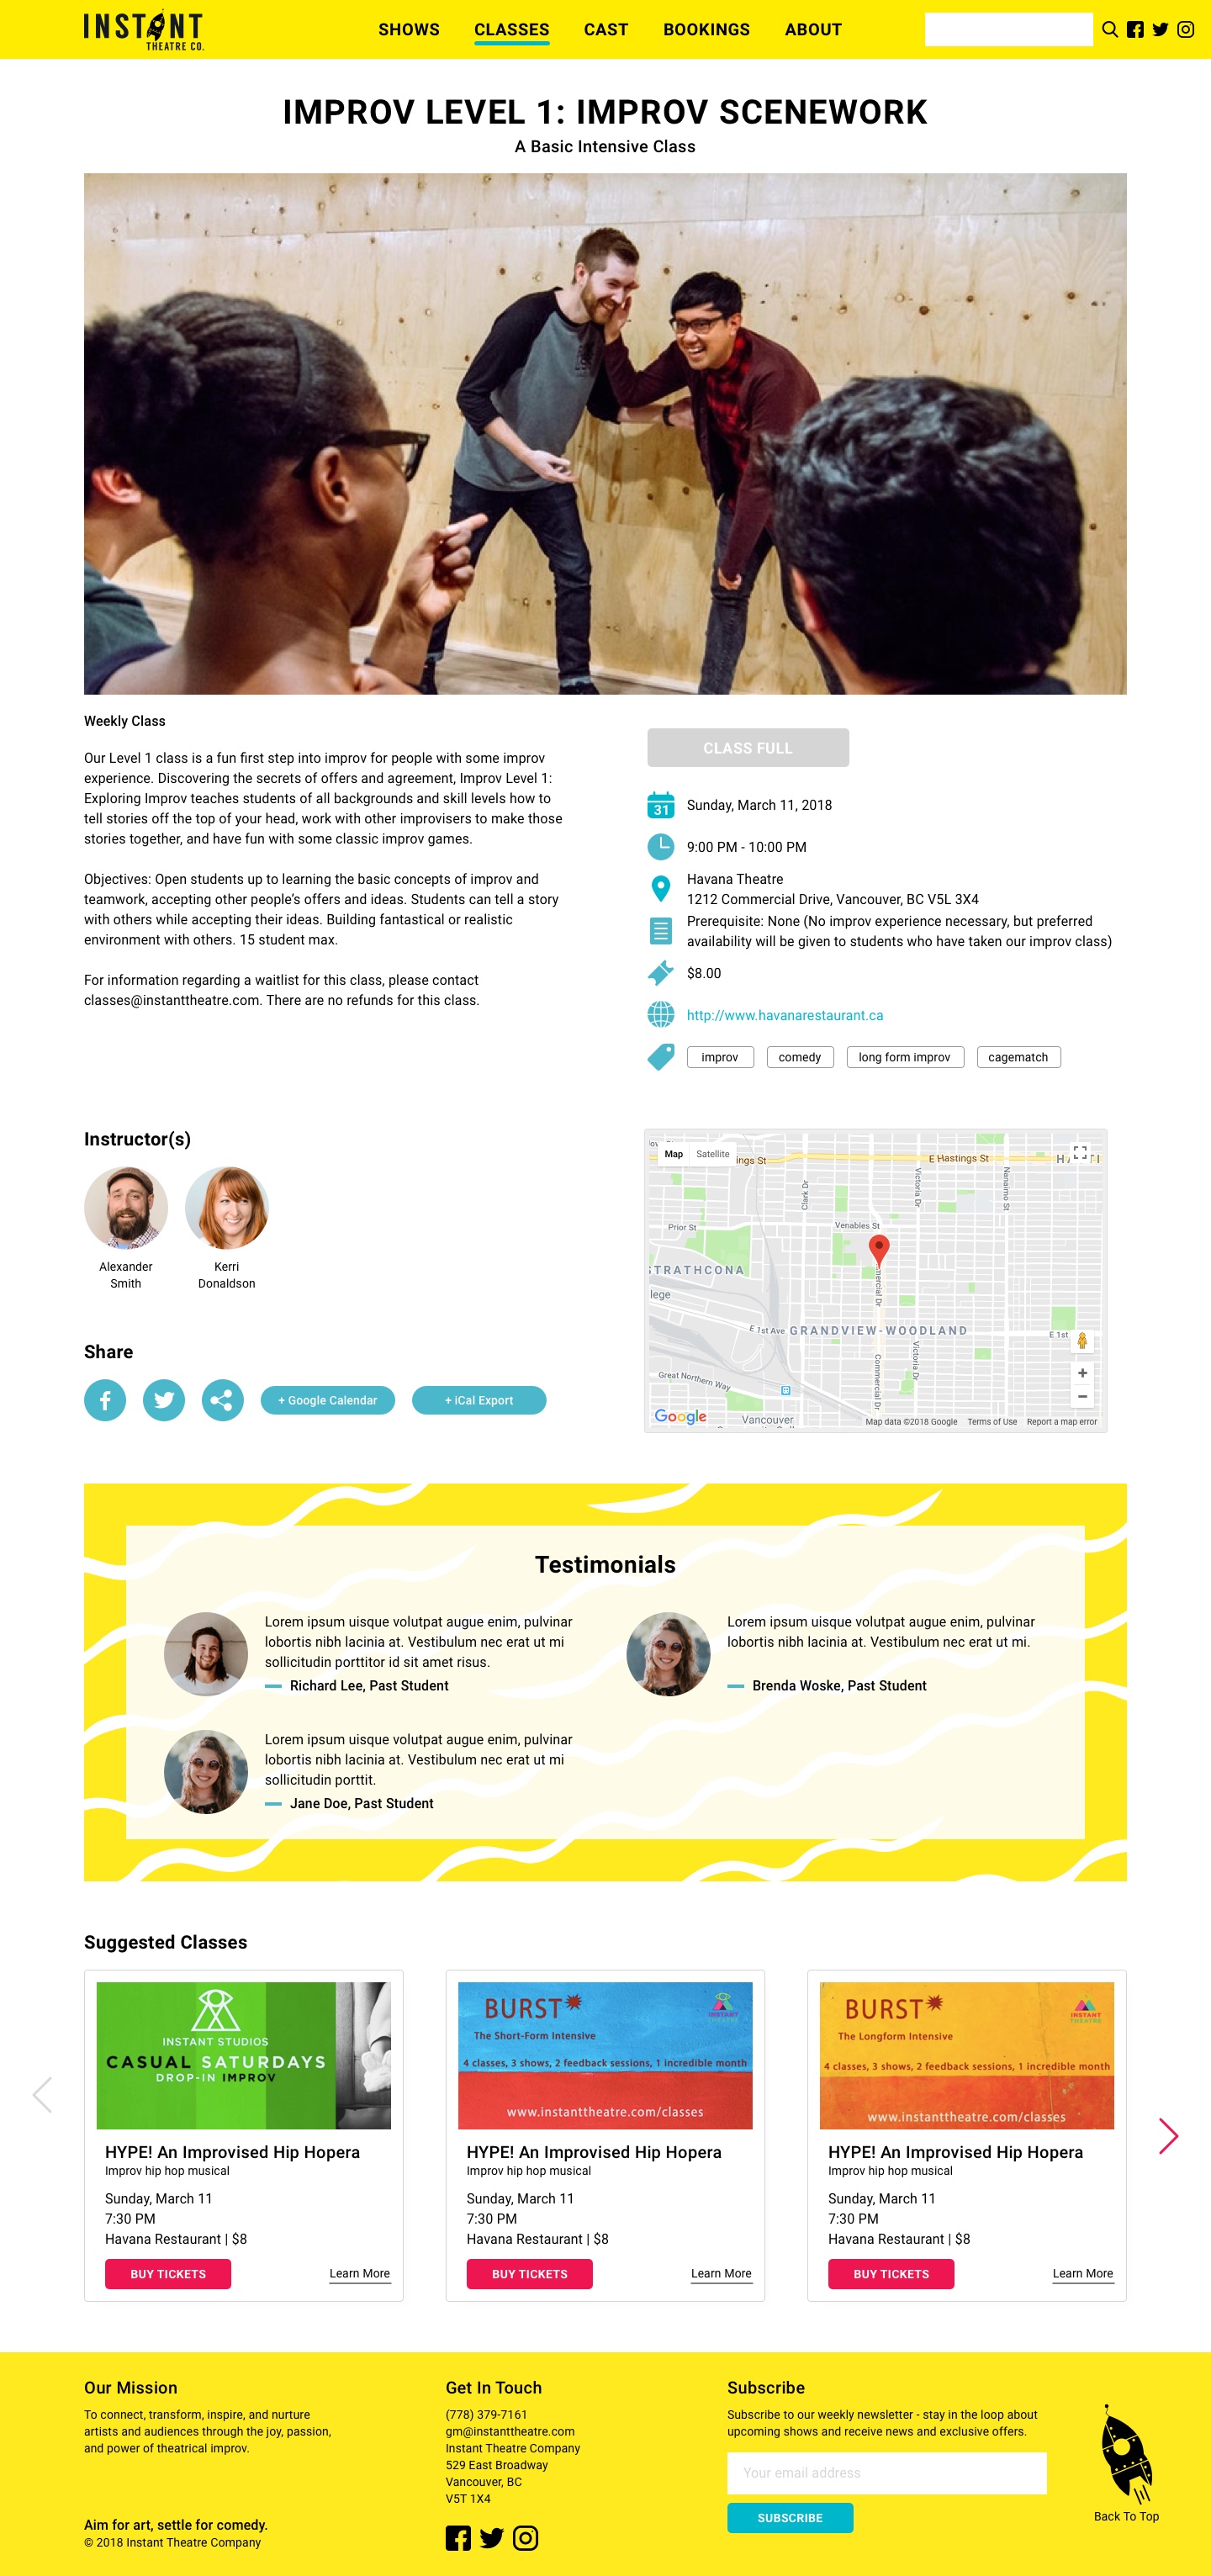 INSTANT
THEATRE CO.
SHOWS
CLASSES
CAST
BOOKINGS
ABOUT
IMPROV LEVEL 1: IMPROV SCENEWORK
A Basic Intensive Class
Weekly Class
Our Level 1 class is a fun first step into improv for people with some improv
experience. Discovering the secrets of offers and agreement, Improv Level 1:
Exploring Improv teaches students of all backgrounds and skill levels how to
tell stories off the top of your head, work with other improvisers to make those
stories together, and have fun with some classic improv games.
Objectives: Open students up to learning the basic concepts of improv and
teamwork, accepting other people’s offers and ideas. Students can tell a story
with others while accepting their ideas. Building fantastical or realistic
environment with others. 15 student max.
For information regarding a waitlist for this class, please contact
classes@instanttheatre.com. There are no refunds for this class.
CLASS FULL
31
Sunday, March 11, 2018
9:00 PM - 10:00 PM
Havana Theatre
1212 Commercial Drive, Vancouver, BC V5L 3X4
Prerequisite: None (No improv experience necessary, but preferred
availability will be given to students who have taken our improv class)
$8.00
http://www.havanarestaurant.ca
improv
comedy
long form improv
cagematch
Instructor(s)
Alexander
Smith
Kerri
Donaldson
Share
+ Google Calendar
+ iCal Export
Map
Satellite
ings St
E Hastings St
Clark Dr
Victoria Dr
Nanaimo St
Prior St
Venables St
STRATHCONA
lege
mercial Dr
E 1st Ave
GRANDVIEW-WOODLAND
E 1st
Victoria Dr
Commercial Dr
Great Northern Way
Google
Vancouver
Map data ©2018 Google
Terms of Use
Report a map error
Testimonials
Lorem ipsum uisque volutpat augue enim, pulvinar
lobortis nibh lacinia at. Vestibulum nec erat ut mi
sollicitudin porttitor id sit amet risus.
Richard Lee, Past Student
Lorem ipsum uisque volutpat augue enim, pulvinar
lobortis nibh lacinia at. Vestibulum nec erat ut mi.
Brenda Woske, Past Student
Lorem ipsum uisque volutpat augue enim, pulvinar
lobortis nibh lacinia at. Vestibulum nec erat ut mi
sollicitudin porttit.
Jane Doe, Past Student
Suggested Classes
INSTANT STUDIOS
CASUAL SATURDAYS
DROP-IN IMPROV
HYPE! An Improvised Hip Hopera
Improv hip hop musical
Sunday, March 11
7:30 PM
Havana Restaurant | $8
BUY TICKETS
Learn More
BURST
INSTANT
THEATRE
The Short-Form Intensive
4 classes, 3 shows, 2 feedback sessions, 1 incredible month
www.instanttheatre.com/classes
HYPE! An Improvised Hip Hopera
Improv hip hop musical
Sunday, March 11
7:30 PM
Havana Restaurant | $8
BUY TICKETS
Learn More
BURST
INSTANT
THEATRE
The Longform Intensive
4 classes, 3 shows, 2 feedback sessions, 1 incredible month
www.instanttheatre.com/classes
HYPE! An Improvised Hip Hopera
Improv hip hop musical
Sunday, March 11
7:30 PM
Havana Restaurant | $8
BUY TICKETS
Learn More
Our Mission
To connect, transform, inspire, and nurture
artists and audiences through the joy, passion,
and power of theatrical improv.
Aim for art, settle for comedy.
© 2018 Instant Theatre Company
Get In Touch
(778) 379-7161
gm@instanttheatre.com
Instant Theatre Company
529 East Broadway
Vancouver, BC
V5T 1X4
Subscribe
Subscribe to our weekly newsletter - stay in the loop about
upcoming shows and receive news and exclusive offers.
Your email address
SUBSCRIBE
Back To Top